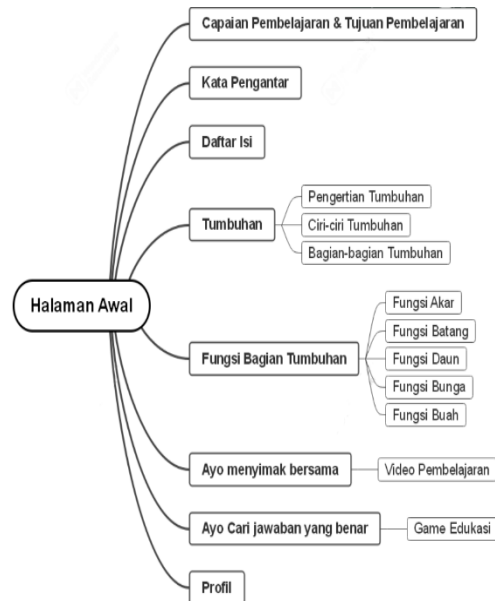 Halaman Awal
Capaian Pembelajaran & Tujuan Pembelajaran
Kata Pengantar
Daftar Isi
Tumbuhan
Pengertian Tumbuhan
Ciri-ciri Tumbuhan
Bagian-bagian Tumbuhan
Fungsi Bagian Tumbuhan
Fungsi Akar
Fungsi Batang
Fungsi Daun
Fungsi Bunga
Fungsi Buah
Ayo menyimak bersama
Video Pembelajaran
Ayo Cari jawaban yang benar
Game Edukasi
Profil